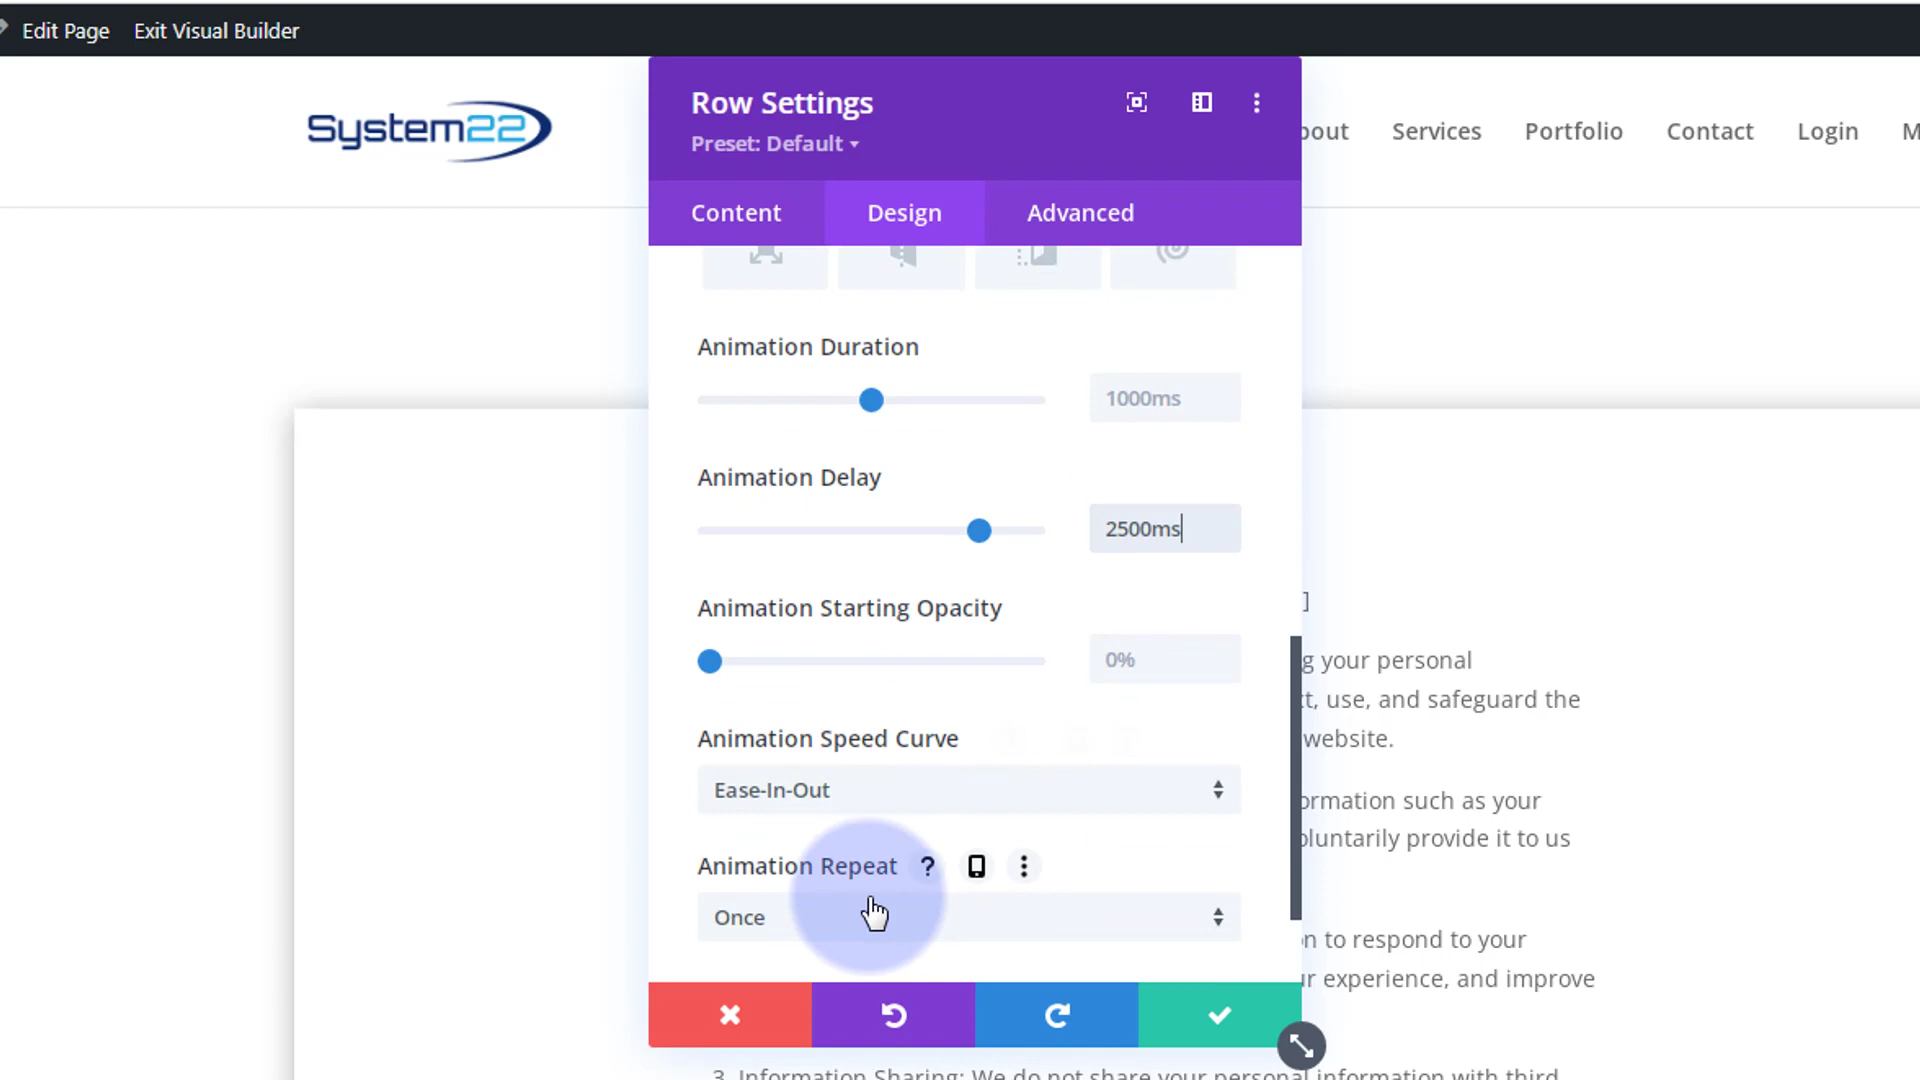 Edit Page Exit Visual Builder
System22
Row Settings
Preset: Default
bout Services Portfolio Contact Login M
Content Design Advanced
Animation Duration
1000ms
Animation Delay
2500ms
Animation Starting Opacity
0%
]
g your personal
t, use, and safeguard the
website.
Animation Speed Curve
Ease-In-Out
ormation such as your
oluntarily provide it to us
Animation Repeat ?
Once
n to respond to your
ur experience, and improve
3. Information Sharing: We do not share your personal information with third